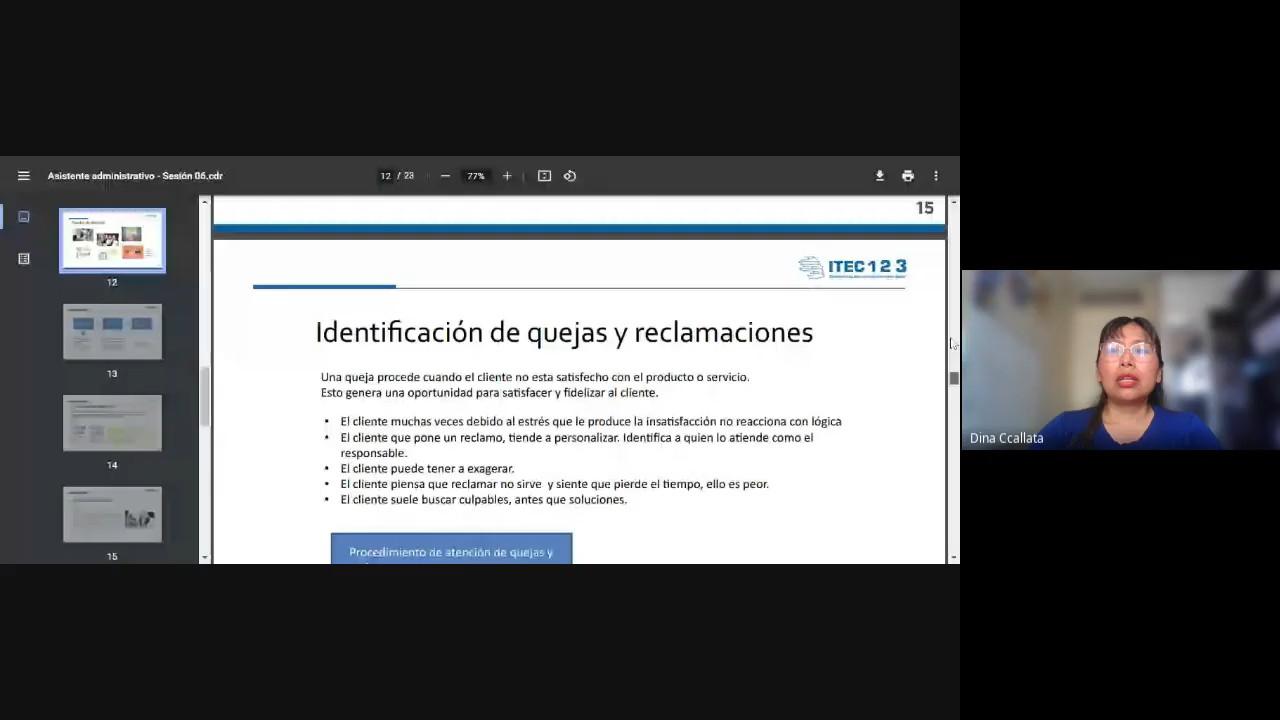 Asistente administrativo - Sesión 06.cdr
12 / 23
77%
15
ITEC 1 2 3
Identificación de quejas y reclamaciones
Una queja procede cuando el cliente no esta satisfecho con el producto o servicio.
Esto genera una oportunidad para satisfacer y fidelizar al cliente.
• El cliente muchas veces debido al estrés que le produce la insatisfacción no reacciona con lógica
• El cliente que pone un reclamo, tiende a personalizar. Identifica a quien lo atiende como el
responsable.
• El cliente puede tener a exagerar.
• El cliente piensa que reclamar no sirve y siente que pierde el tiempo, ello es peor.
• El cliente suele buscar culpables, antes que soluciones.
Procedimiento de atención de quejas y
12
13
14
15
Dina Ccallata